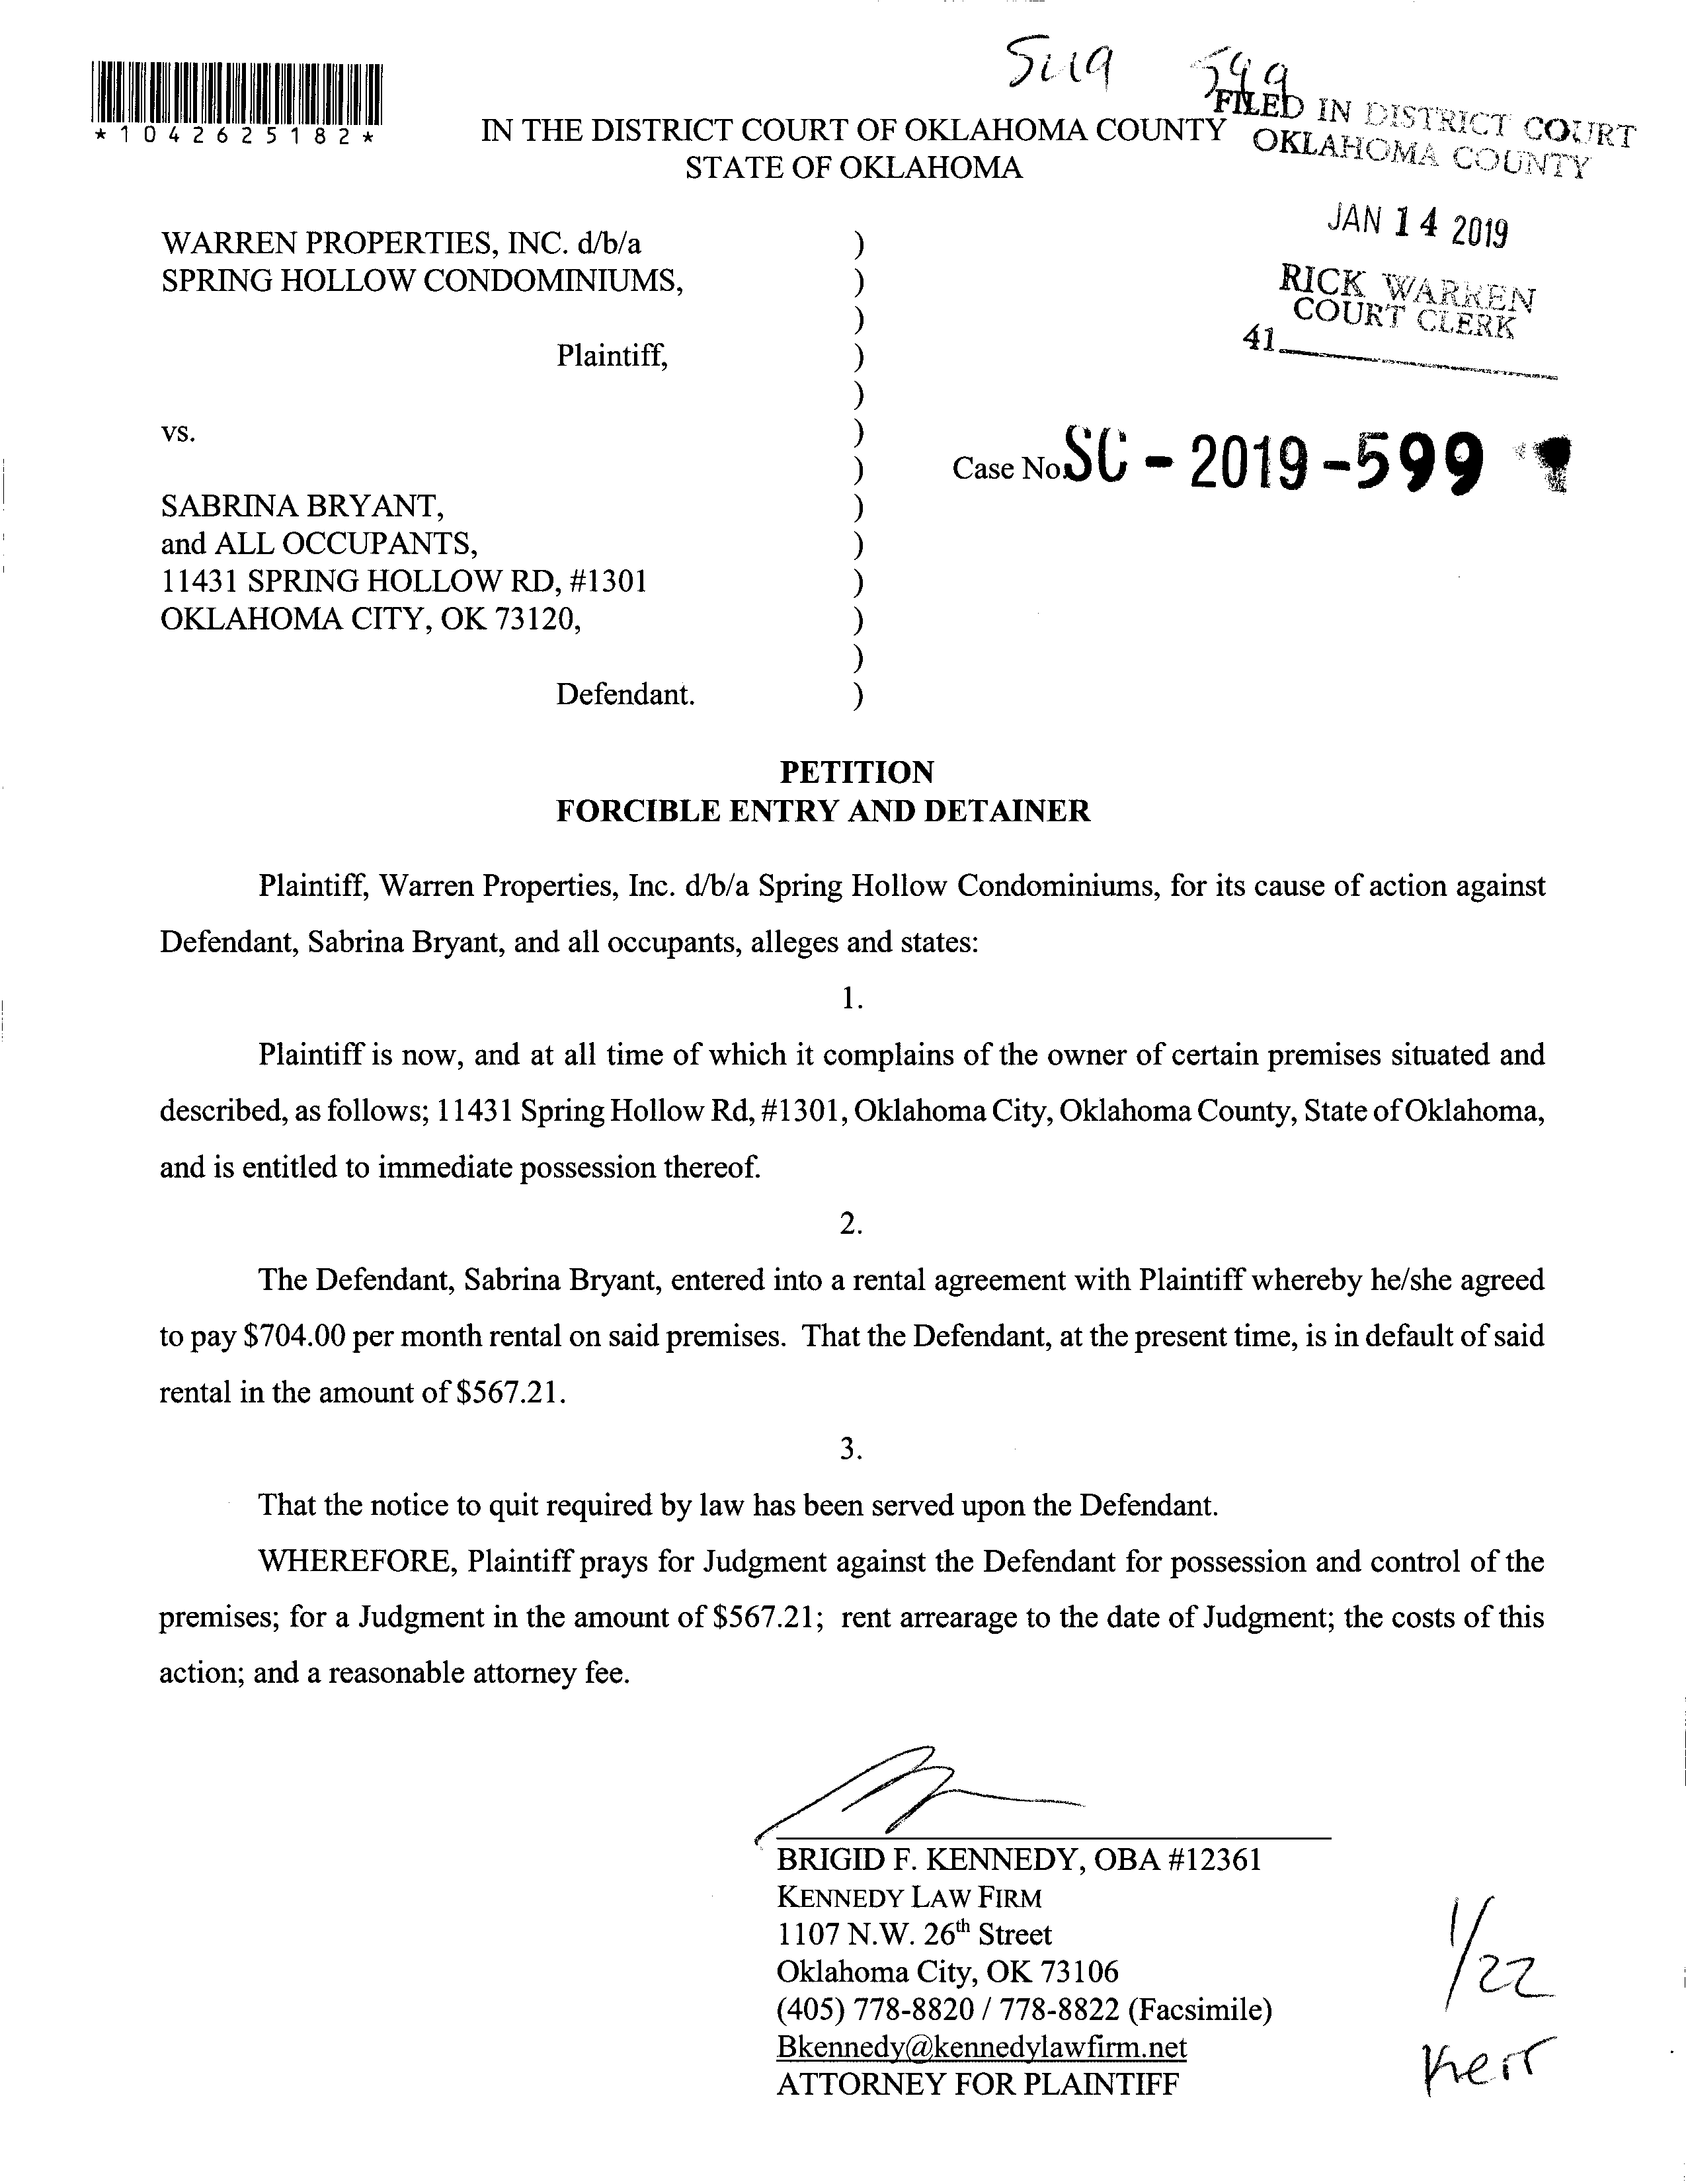 599
FILED IN DISTRICT COURT
OKLAHOMA COUNTY
*1042625182*
IN THE DISTRICT COURT OF OKLAHOMA COUNTY
STATE OF OKLAHOMA
JAN 14 2019
RICK WARREN
COURT CLERK
41
WARREN PROPERTIES, INC. d/b/a )
SPRING HOLLOW CONDOMINIUMS, )
)
Plaintiff, )
)
vs. )
) Case No. SC - 2019 - 599
SABRINA BRYANT, )
and ALL OCCUPANTS, )
11431 SPRING HOLLOW RD, #1301 )
OKLAHOMA CITY, OK 73120, )
)
Defendant. )
PETITION
FORCIBLE ENTRY AND DETAINER
Plaintiff, Warren Properties, Inc. d/b/a Spring Hollow Condominiums, for its cause of action against
Defendant, Sabrina Bryant, and all occupants, alleges and states:
1.
Plaintiff is now, and at all time of which it complains of the owner of certain premises situated and
described, as follows; 11431 Spring Hollow Rd, #1301, Oklahoma City, Oklahoma County, State of Oklahoma,
and is entitled to immediate possession thereof.
2.
The Defendant, Sabrina Bryant, entered into a rental agreement with Plaintiff whereby he/she agreed
to pay $704.00 per month rental on said premises. That the Defendant, at the present time, is in default of said
rental in the amount of $567.21.
3.
That the notice to quit required by law has been served upon the Defendant.
WHEREFORE, Plaintiff prays for Judgment against the Defendant for possession and control of the
premises; for a Judgment in the amount of $567.21; rent arrearage to the date of Judgment; the costs of this
action; and a reasonable attorney fee.
BRIGID F. KENNEDY, OBA #12361
KENNEDY LAW FIRM
1107 N.W. 26th Street
Oklahoma City, OK 73106
(405) 778-8820 / 778-8822 (Facsimile)
Bkennedy@kennedylawfirm.net
ATTORNEY FOR PLAINTIFF
1/22
Kerr